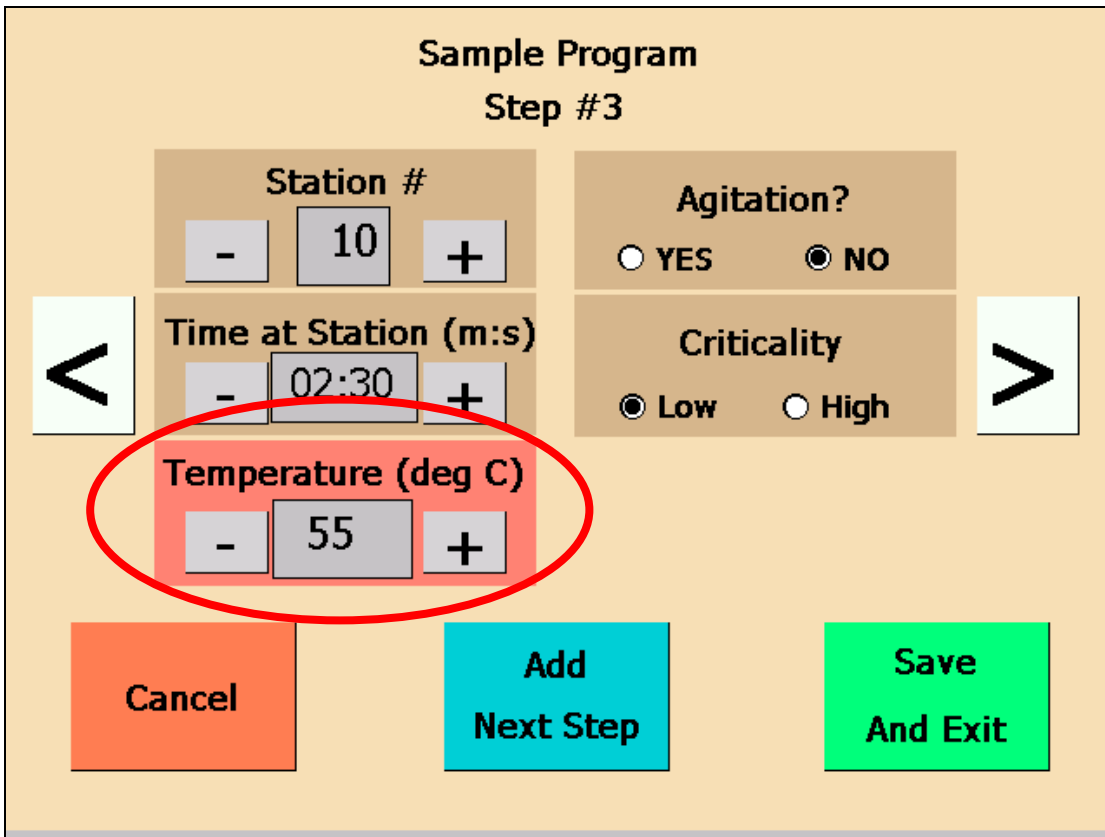 Sample Program
Step #3
Station #
- 10 +
Agitation?
YES NO
Time at Station (m:s)
- 02:30 +
Criticality
Low High
< >
Temperature (deg C)
- 55 +
Cancel
Add
Next Step
Save
And Exit